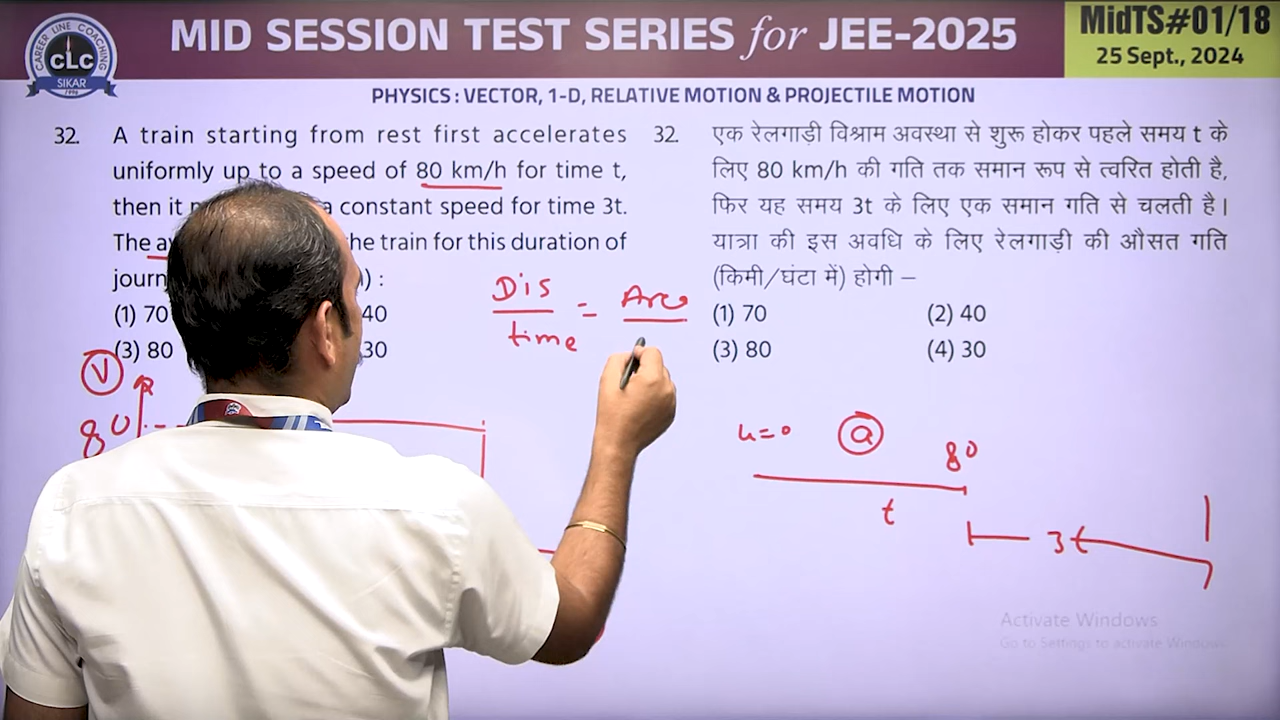 CAREER LINE COACHING
CLC
SIKAR
1996
MID SESSION TEST SERIES for JEE-2025
MidTS#01/18
25 Sept., 2024
PHYSICS : VECTOR, 1-D, RELATIVE MOTION & PROJECTILE MOTION
32. A train starting from rest first accelerates
uniformly up to a speed of 80 km/h for time t,
then it a constant speed for time 3t.
The the train for this duration of
) :
(1) 70 40
(3) 80 30
Dis
time
=
V
80
32. एक रेलगाड़ी विश्राम अवस्था से शुरू होकर पहले समय t के
लिए 80 km/h की गति तक समान रूप से त्वरित होती है,
फिर यह समय 3t के लिए एक समान गति से चलती है।
यात्रा की इस अवधि के लिए रेलगाड़ी की औसत गति
(किमी/घंटा में) होगी –
(1) 70 (2) 40
(3) 80 (4) 30
u=0 a 80
t
3t
Activate Windows
Go to Settings to activate Windows.